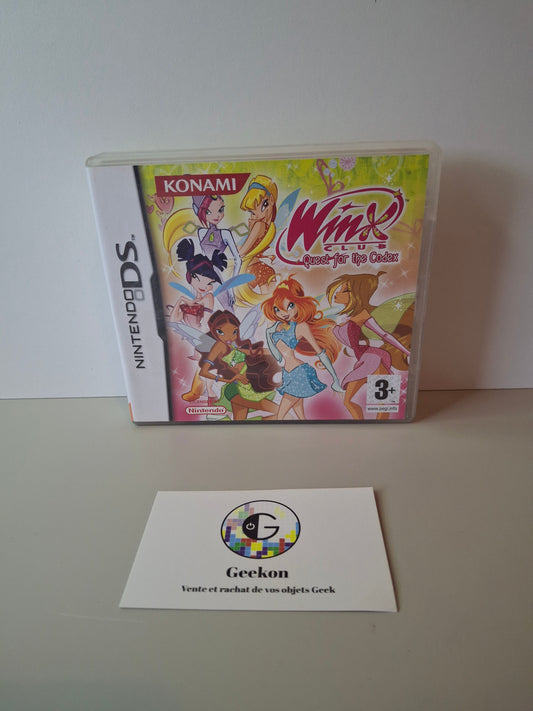 NINTENDO DS™
KONAMI
Winx
CLUB
Quest for the Codex
Nintendo
3+
www.pegi.info
G
Geekon
Vente et rachat de vos objets Geek